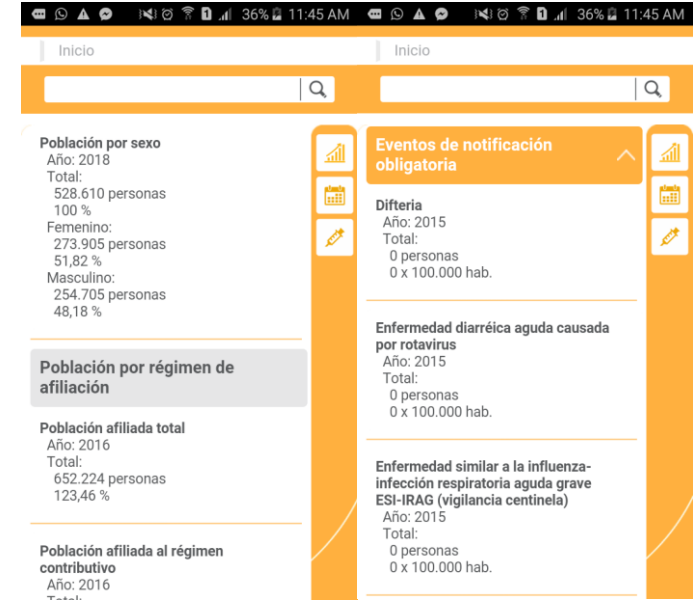 36% 11:45 AM
Inicio
Población por sexo
Año: 2018
Total:
528.610 personas
100 %
Femenino:
273.905 personas
51,82 %
Masculino:
254.705 personas
48,18 %
Población por régimen de
afiliación
Población afiliada total
Año: 2016
Total:
652.224 personas
123,46 %
Población afiliada al régimen
contributivo
Año: 2016
Total:
36% 11:45 AM
Inicio
Eventos de notificación
obligatoria
Difteria
Año: 2015
Total:
0 personas
0 x 100.000 hab.
Enfermedad diarréica aguda causada
por rotavirus
Año: 2015
Total:
0 personas
0 x 100.000 hab.
Enfermedad similar a la influenza-
infección respiratoria aguda grave
ESI-IRAG (vigilancia centinela)
Año: 2015
Total:
0 personas
0 x 100.000 hab.